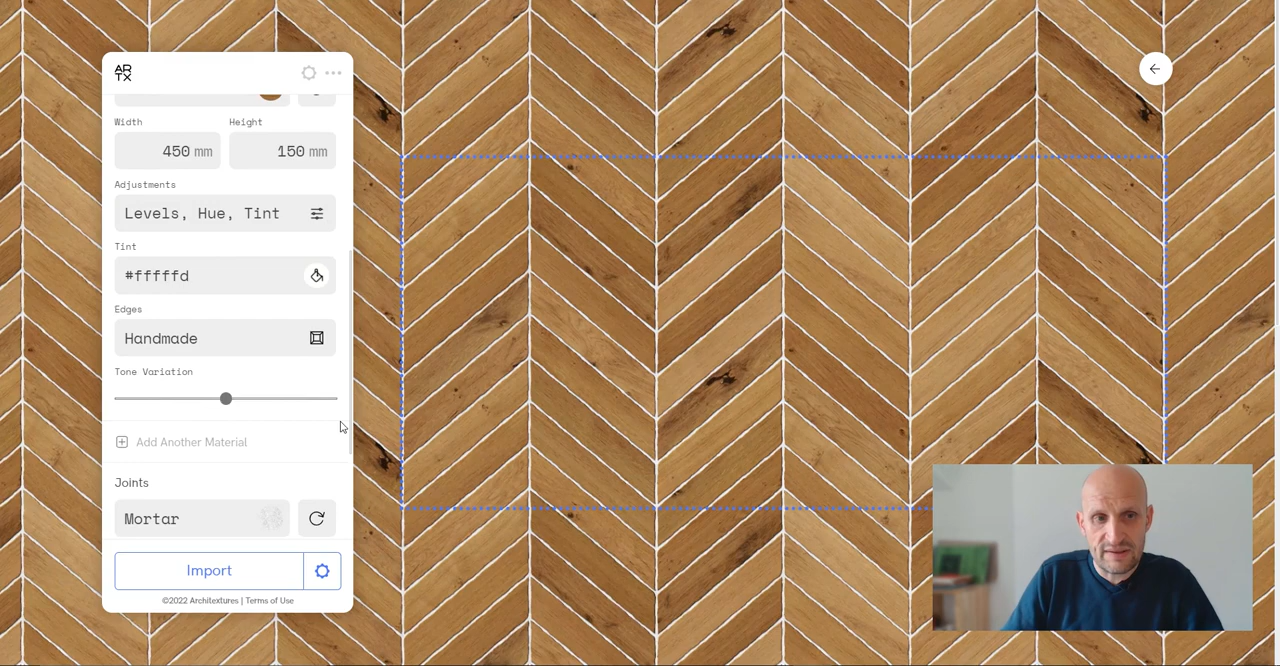 AR
TX
Width
Height
450 mm
150 mm
Adjustments
Levels, Hue, Tint
Tint
#fffffd
Edges
Handmade
Tone Variation
Add Another Material
Joints
Mortar
Import
©2022 Architextures | Terms of Use